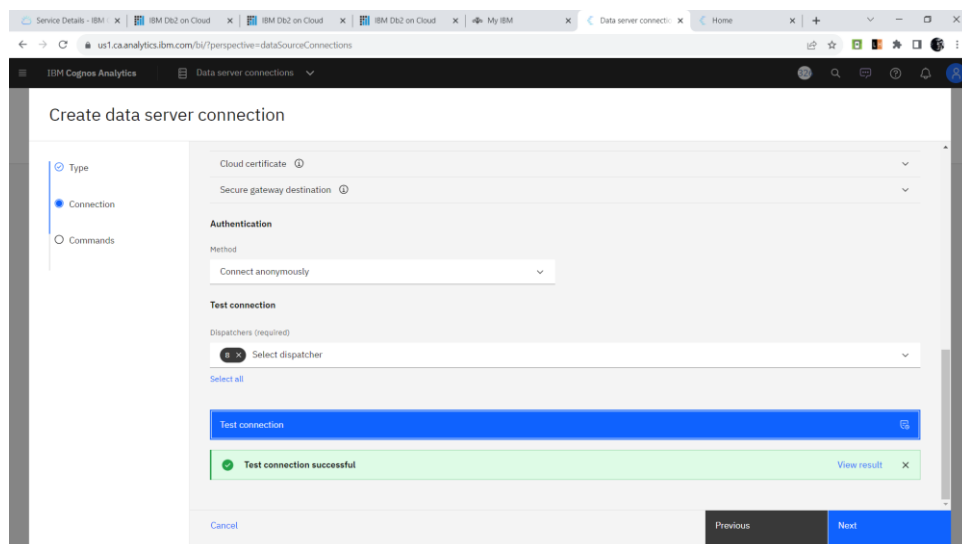 Service Details - IBM
IBM Db2 on Cloud
IBM Db2 on Cloud
IBM Db2 on Cloud
My IBM
Data server connecti
Home
us1.ca.analytics.ibm.com/bi/?perspective=dataSourceConnections
IBM Cognos Analytics
Data server connections
Create data server connection
Type
Connection
Commands
Cloud certificate
Secure gateway destination
Authentication
Method
Connect anonymously
Test connection
Dispatchers (required)
8 × Select dispatcher
Select all
Test connection
Test connection successful
View result
Cancel
Previous
Next